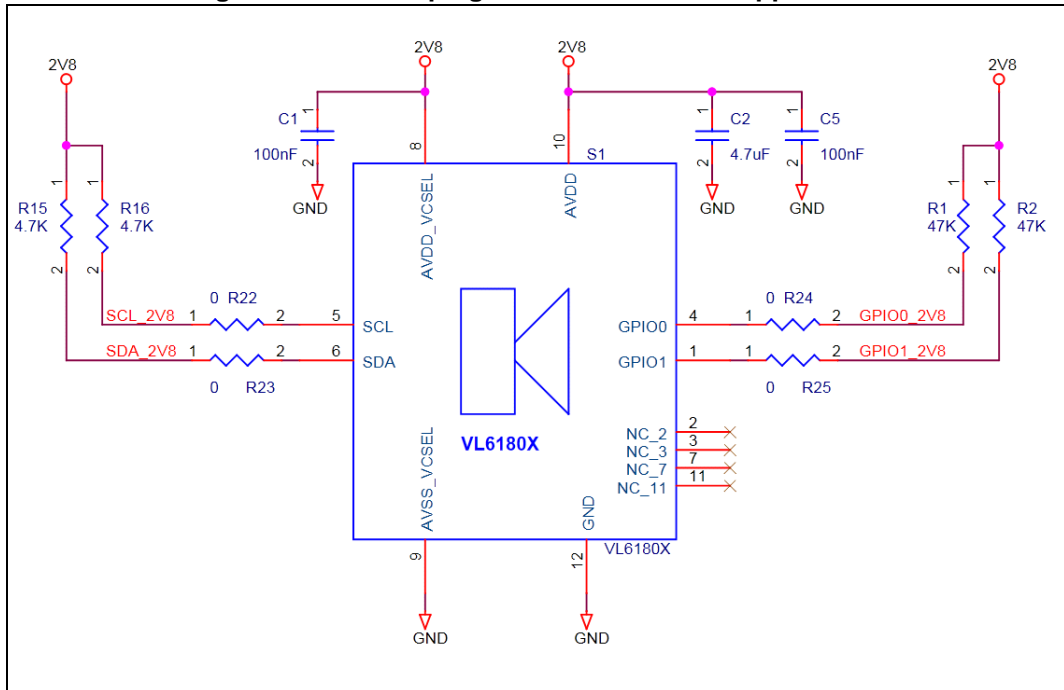 2V8
2V8
2V8
2V8
C1
100nF
1
2
8
10
S1
1
2
C2
4.7uF
1
2
C5
100nF
GND
GND
GND
AVDD_VCSEL
AVDD
R15
4.7K
1
2
R16
4.7K
1
2
R1
47K
1
2
R2
47K
1
2
SCL_2V8
1
0 R22
2
5
SCL
SDA_2V8
1
2
6
SDA
0 R23
GPIO0
4
1
0 R24
2
GPIO0_2V8
GPIO1
1
1
2
GPIO1_2V8
0 R25
VL6180X
NC_2
2
NC_3
3
NC_7
7
NC_11
11
AVSS_VCSEL
GND
VL6180X
9
12
GND
GND